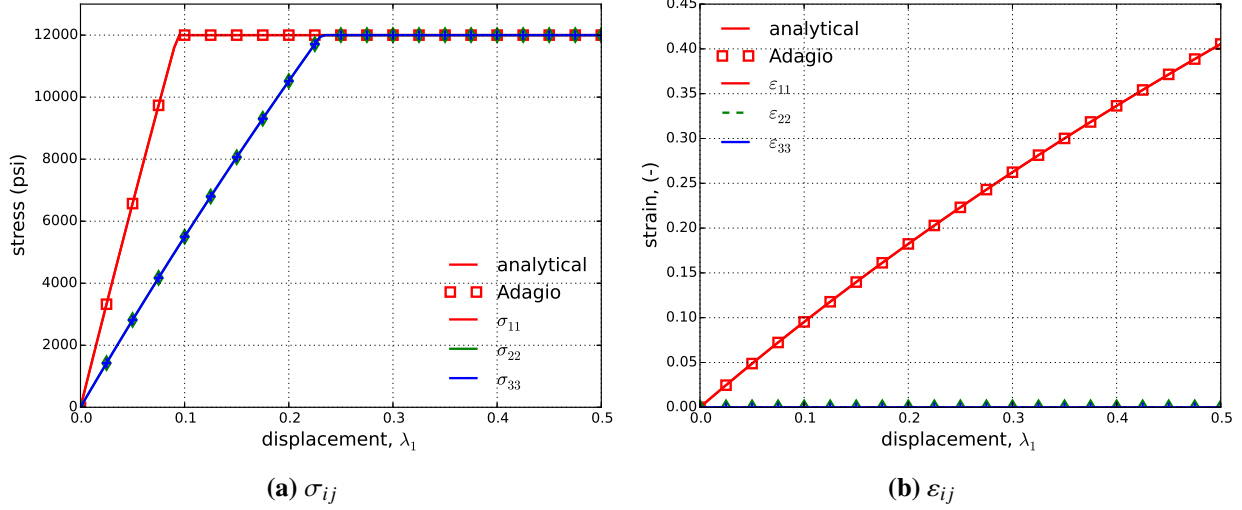 12000
10000
8000
6000
4000
2000
0
stress (psi)
analytical
Adagio
σ11
σ22
σ33
0.0 0.1 0.2 0.3 0.4 0.5
displacement, λ1
(a) σij
0.45
0.40
0.35
0.30
0.25
0.20
0.15
0.10
0.05
0.00
strain, (-)
analytical
Adagio
ε11
ε22
ε33
0.0 0.1 0.2 0.3 0.4 0.5
displacement, λ1
(b) εij